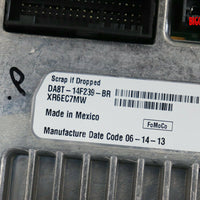 Scrap if Dropped
DA8T-14F239-BR
XR6EC7MW
Made in Mexico
FoMoCo
Manufacture Date Code 06-14-13